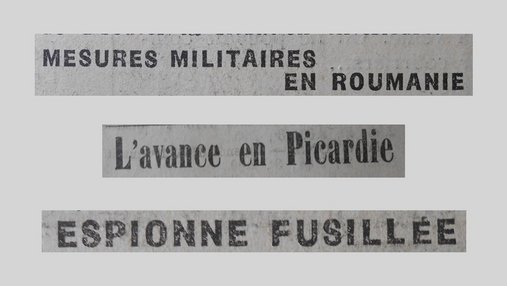 MESURES MILITAIRES
EN ROUMANIE
L'avance en Picardie
ESPIONNE FUSILLÉE